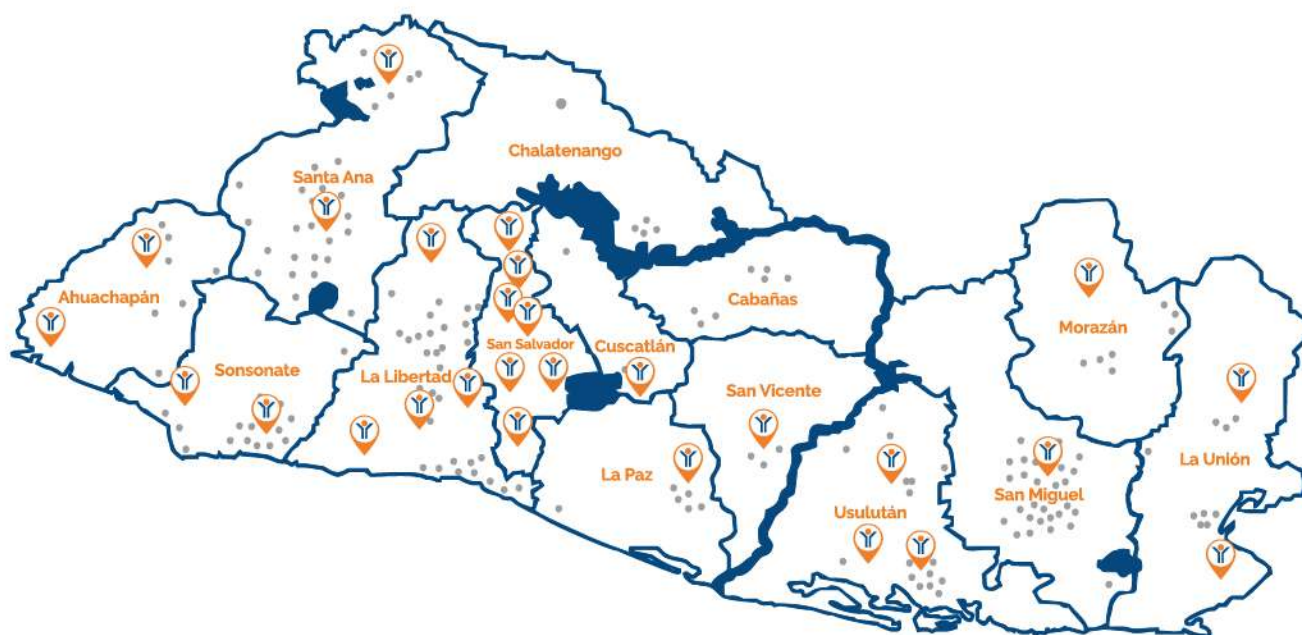 Chalatenango
Santa Ana
Ahuachapán
Cabañas
Morazán
San Salvador
Cuscatlán
Sonsonate
La Libertad
San Vicente
La Unión
La Paz
San Miguel
Usulután